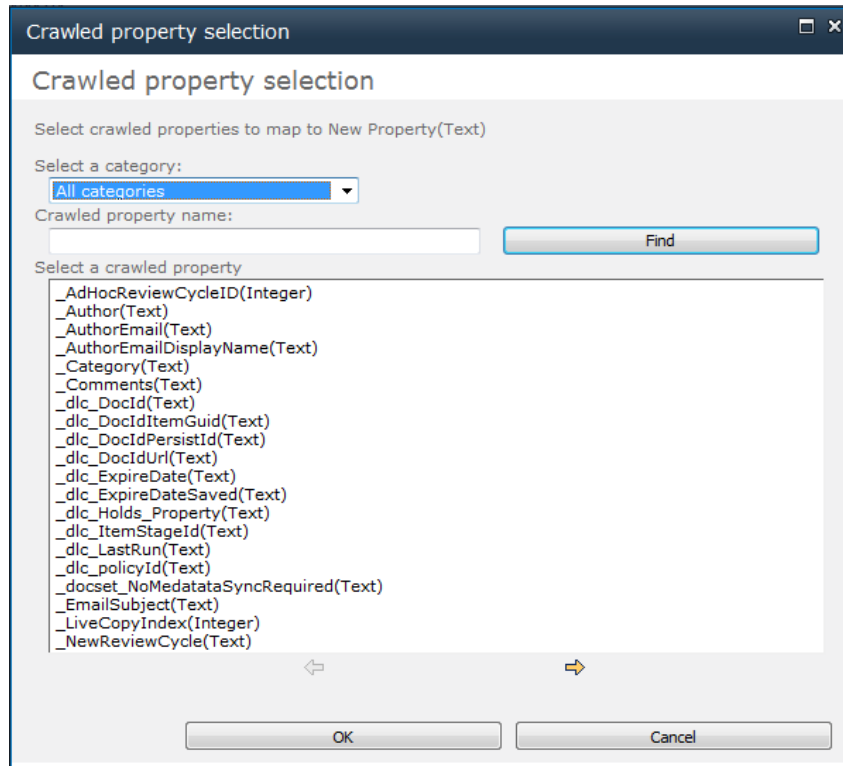 Crawled property selection
Crawled property selection
Select crawled properties to map to New Property(Text)
Select a category:
All categories
Crawled property name:
Find
Select a crawled property
_AdHocReviewCycleID(Integer)
_Author(Text)
_AuthorEmail(Text)
_AuthorEmailDisplayName(Text)
_Category(Text)
_Comments(Text)
_dlc_DocId(Text)
_dlc_DocIdItemGuid(Text)
_dlc_DocIdPersistId(Text)
_dlc_DocIdUrl(Text)
_dlc_ExpireDate(Text)
_dlc_ExpireDateSaved(Text)
_dlc_Holds_Property(Text)
_dlc_ItemStageId(Text)
_dlc_LastRun(Text)
_dlc_policyId(Text)
_docset_NoMedatataSyncRequired(Text)
_EmailSubject(Text)
_LiveCopyIndex(Integer)
_NewReviewCycle(Text)
OK Cancel